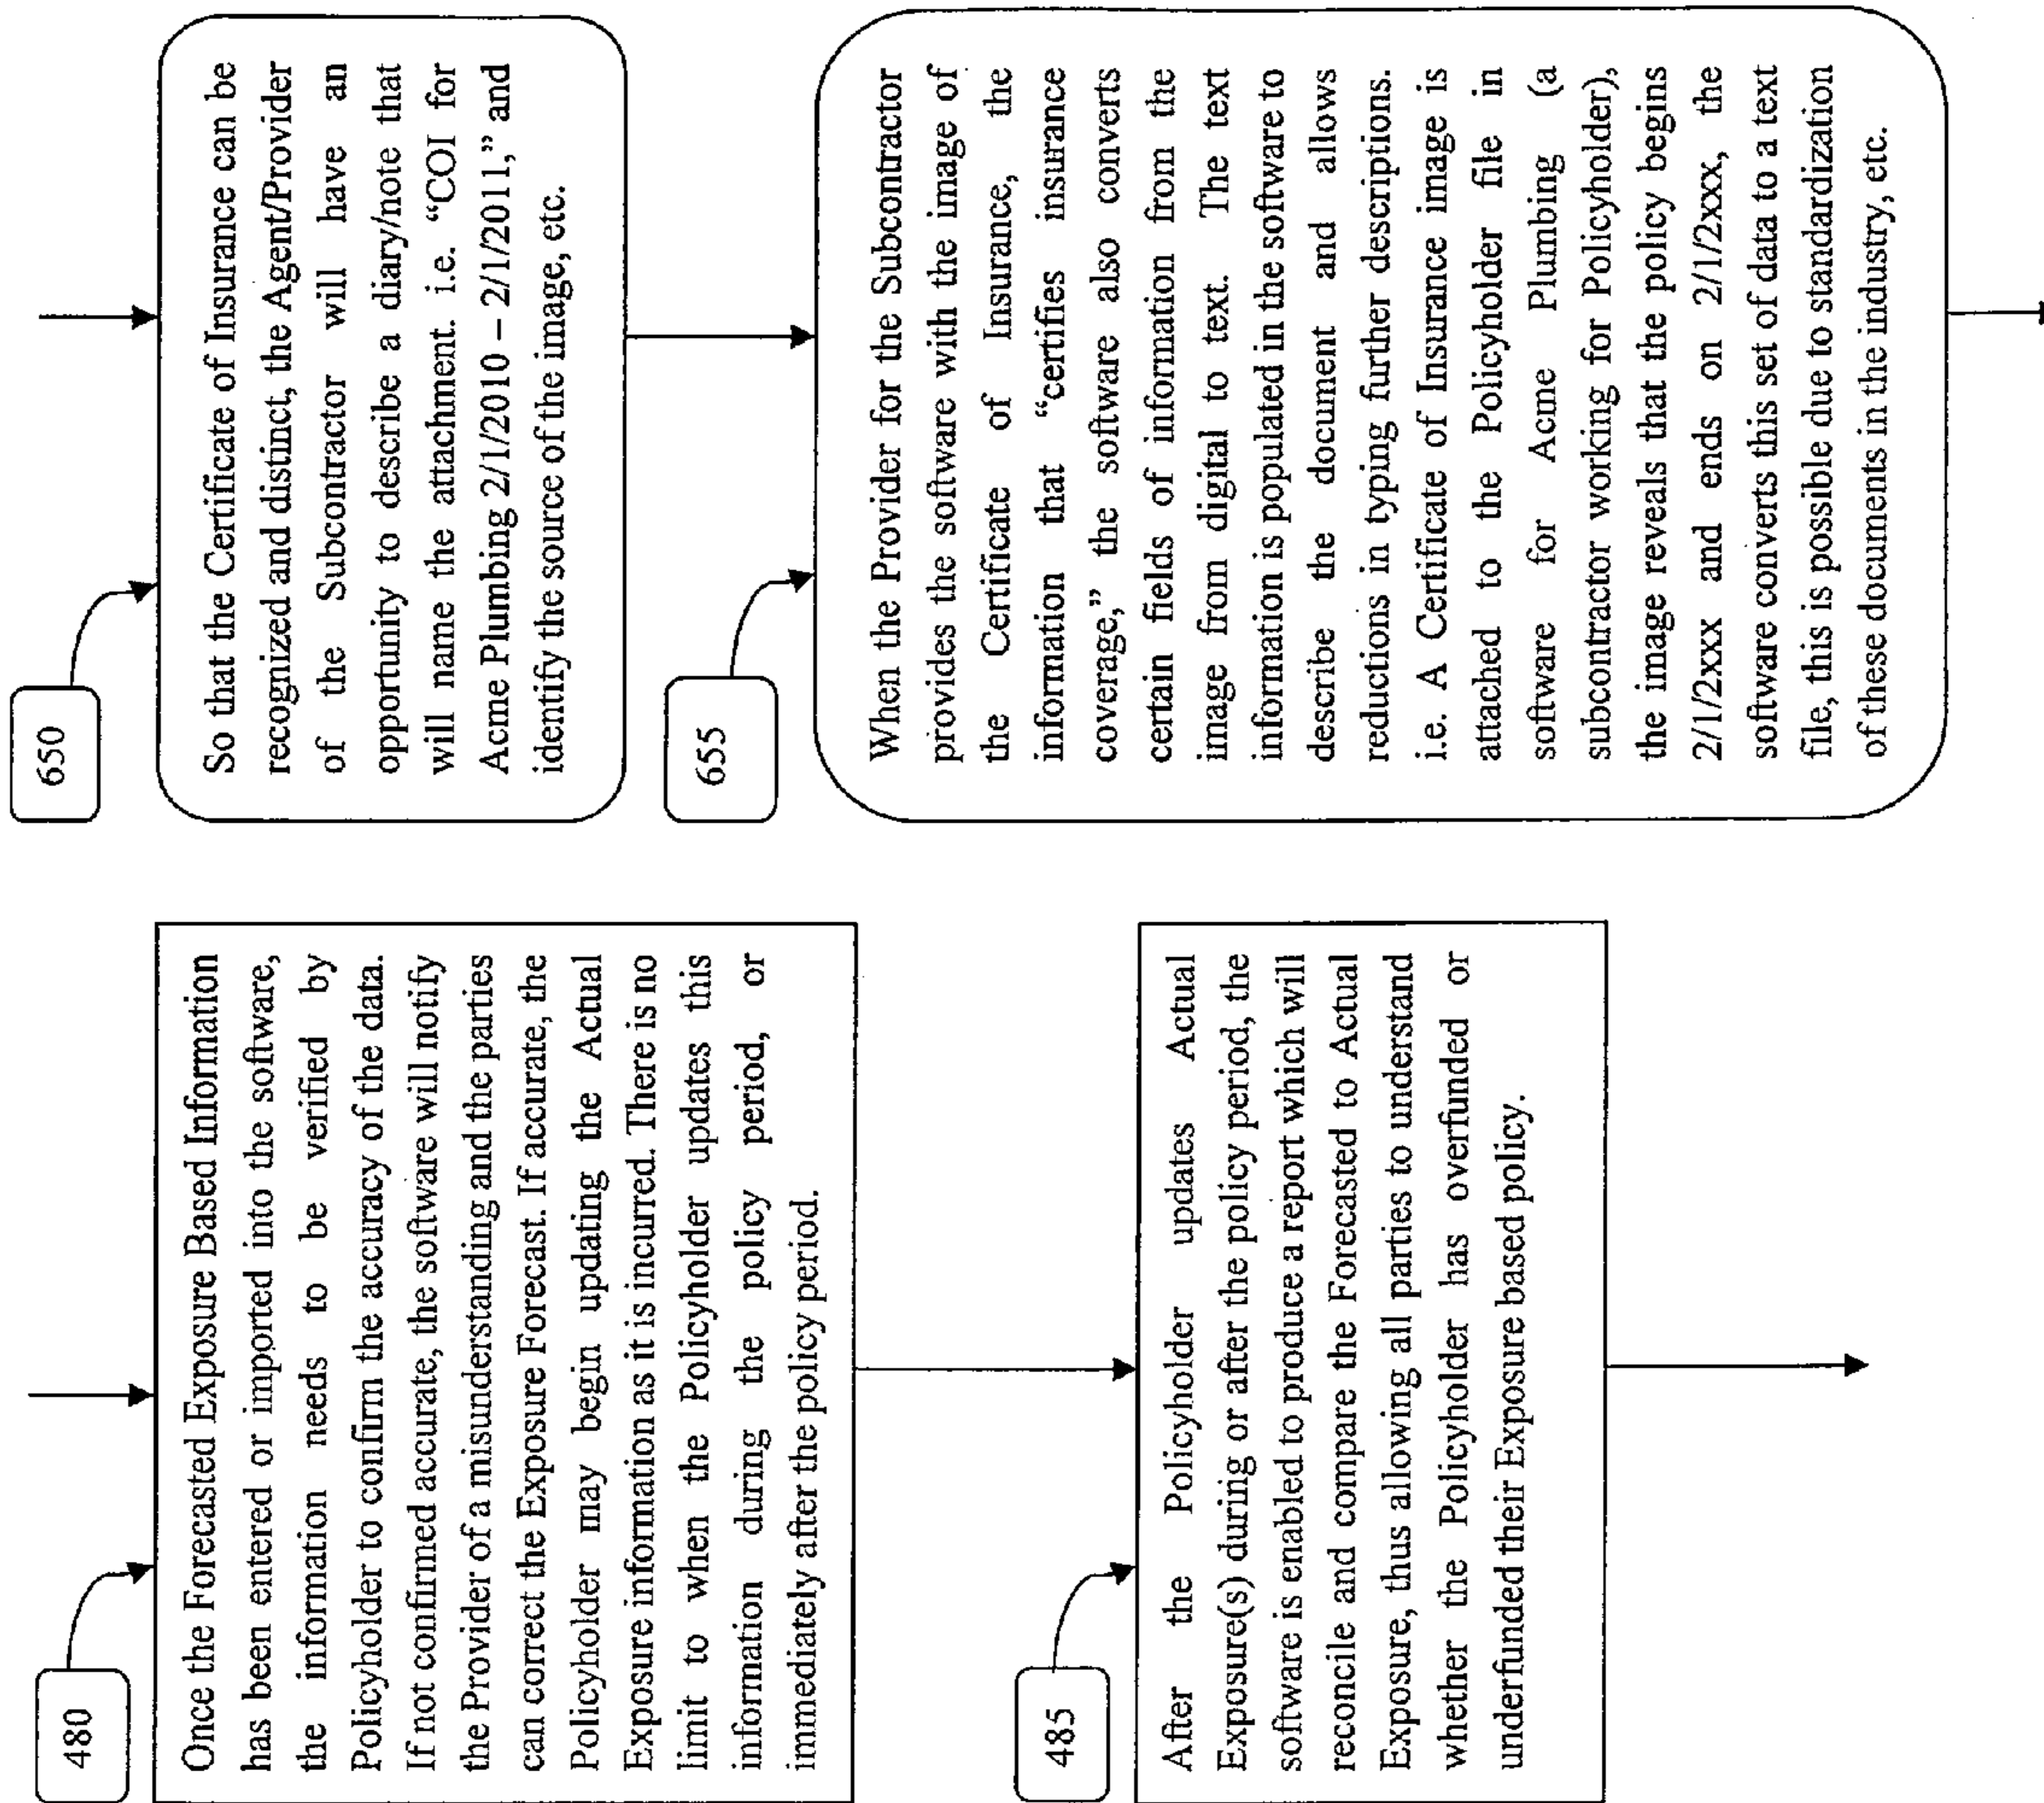 480
Once the Forecasted Exposure Based Information
has been entered or imported into the software,
the information needs to be verified by
Policyholder to confirm the accuracy of the data.
If not confirmed accurate, the software will notify
the Provider of a misunderstanding and the parties
can correct the Exposure Forecast. If accurate, the
Policyholder may begin updating the Actual
Exposure information as it is incurred. There is no
limit to when the Policyholder updates this
information during the policy period, or
immediately after the policy period.
485
After the Policyholder updates Actual
Exposure(s) during or after the policy period, the
software is enabled to produce a report which will
reconcile and compare the Forecasted to Actual
Exposure, thus allowing all parties to understand
whether the Policyholder has overfunded or
underfunded their Exposure based policy.
650
So that the Certificate of Insurance can be
recognized and distinct, the Agent/Provider
of the Subcontractor will have an
opportunity to describe a diary/note that
will name the attachment. i.e. “COI for
Acme Plumbing 2/1/2010 – 2/1/2011,” and
identify the source of the image, etc.
655
When the Provider for the Subcontractor
provides the software with the image of
the Certificate of Insurance, the
information that “certifies insurance
coverage,” the software also converts
certain fields of information from the
image from digital to text. The text
information is populated in the software to
describe the document and allows
reductions in typing further descriptions.
i.e. A Certificate of Insurance image is
attached to the Policyholder file in
software for Acme Plumbing (a
subcontractor working for Policyholder),
the image reveals that the policy begins
2/1/2xxx and ends on 2/1/2xxx, the
software converts this set of data to a text
file, this is possible due to standardization
of these documents in the industry, etc.